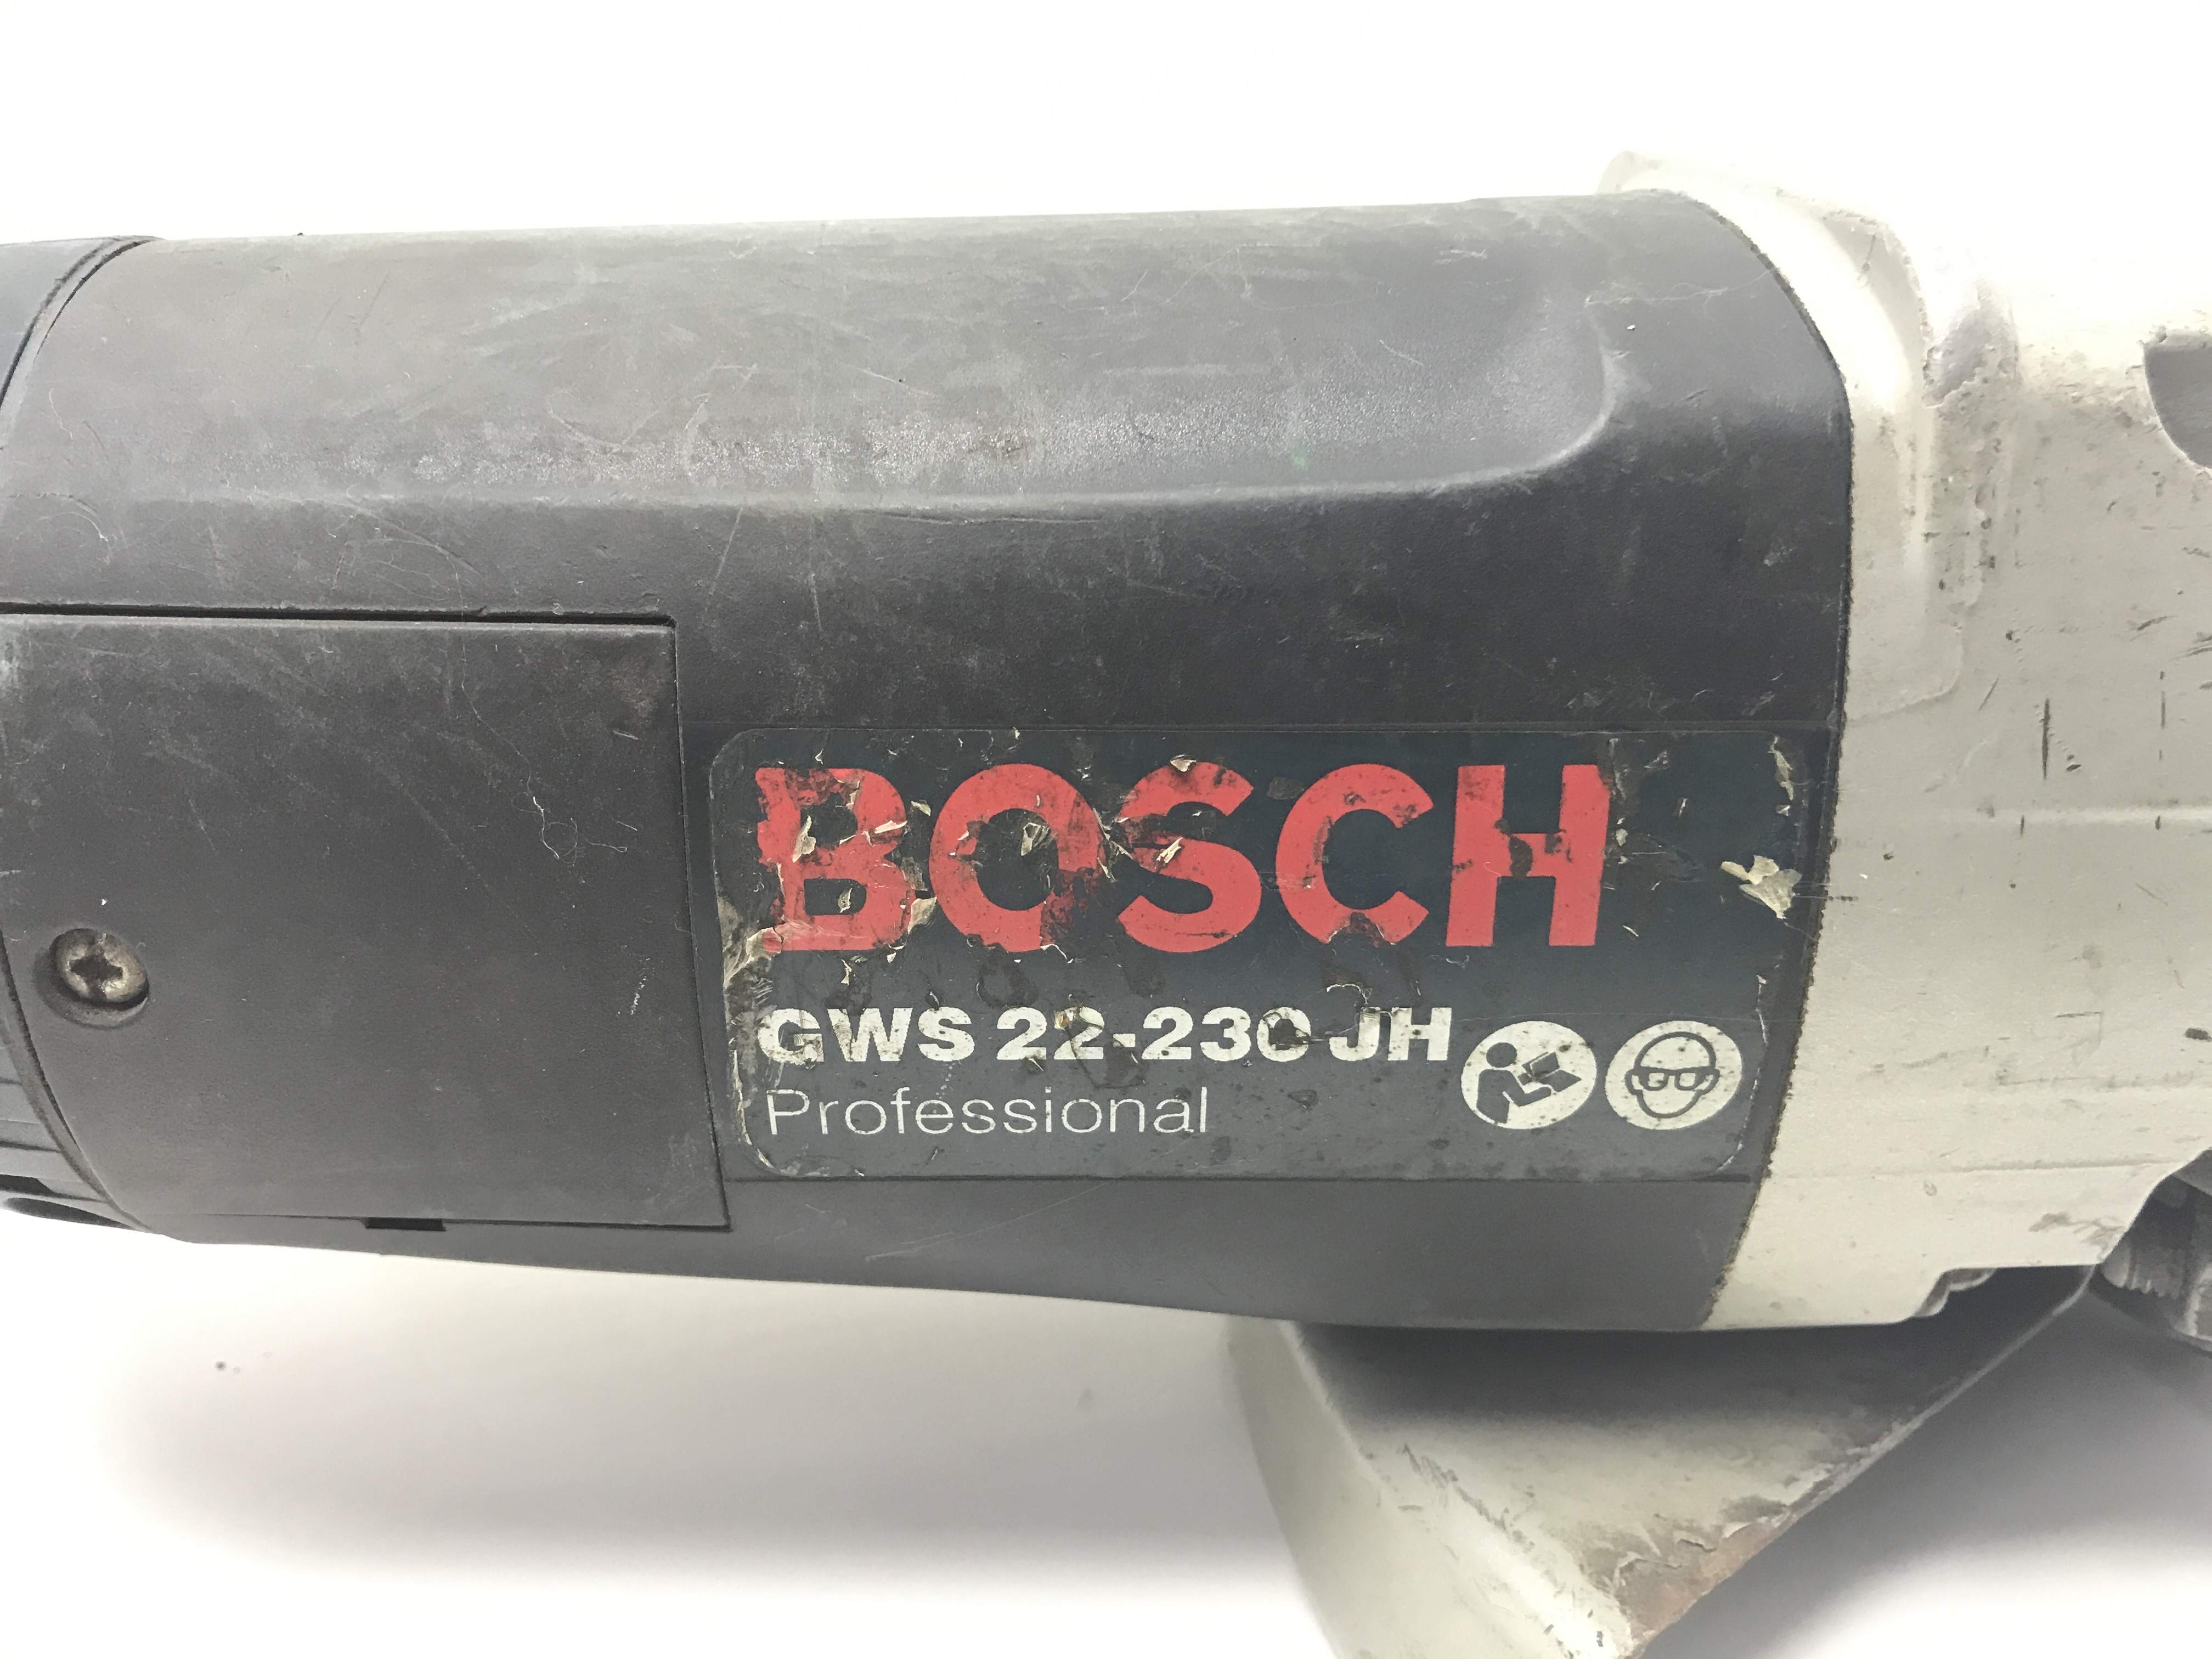 BOSCH
GWS 22-230 JH
Professional